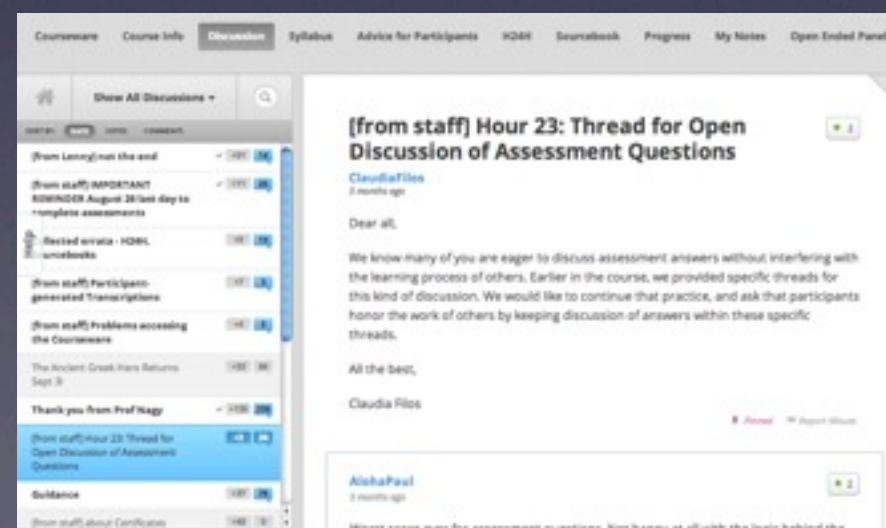 Courseware Course Info Discussion Syllabus Advice for Participants H24H Sourcebook Progress My Notes Open Ended Panel
Show All Discussions
SORT BY: DATE VOTES COMMENTS
[from Lenny] not the end
[from staff] IMPORTANT
REMINDER August 26 last day to
complete assessments
Help
errata - H24H,
[from staff] Participant-
generated Transcriptions
[from staff] Problems accessing
the Courseware
The Ancient Greek Hero Returns
Sept 3!
Thank you from Prof Nagy
[from staff] Hour 23: Thread for
Open Discussion of Assessment
Questions
Guidance
[from staff] about Certificates
[from staff] Hour 23: Thread for Open
Discussion of Assessment Questions
ClaudiaFilos
3 months ago
Dear all,
We know many of you are eager to discuss assessment answers without interfering with
the learning process of others. Earlier in the course, we provided specific threads for
this kind of discussion. We would like to continue that practice, and ask that participants
honor the work of others by keeping discussion of answers within these specific
threads.
All the best,
Claudia Filos
Pinned Report Misuse
AlohaPaul
3 months ago